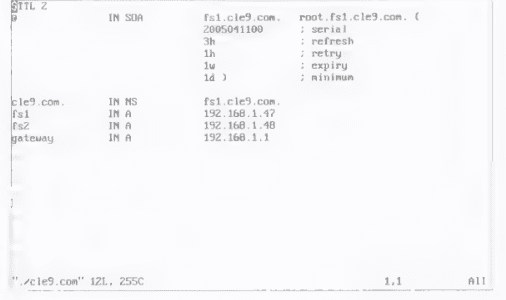 $TTL 2
@ IN SOA fs1.cle9.com. root.fs1.cle9.com. (
2005041100 ; serial
3h ; refresh
1h ; retry
1w ; expiry
1d ) ; minimum
cle9.com. IN NS fs1.cle9.com.
fs1 IN A 192.168.1.47
fs2 IN A 192.168.1.48
gateway IN A 192.168.1.1
"./cle9.com" 12L, 255C 1,1 All